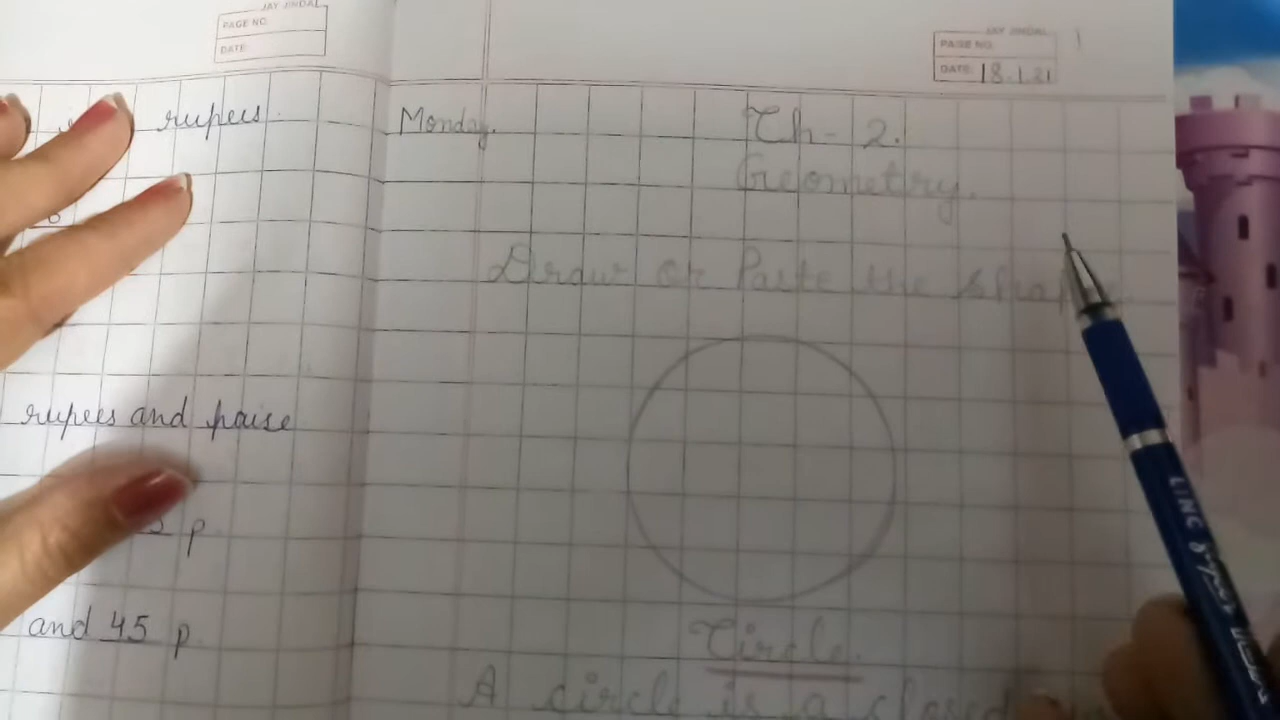 JAY JINDAL
PAGE NO.
DATE:
rupees
6
rupees and paise
p
and 45 p.
JAY JINDAL
PAGE NO.
DATE: 18.1.21
Monday.
Ch- 2.
Geometry.
Draw or Paste the
Circle.
A circle is a closed
LINC